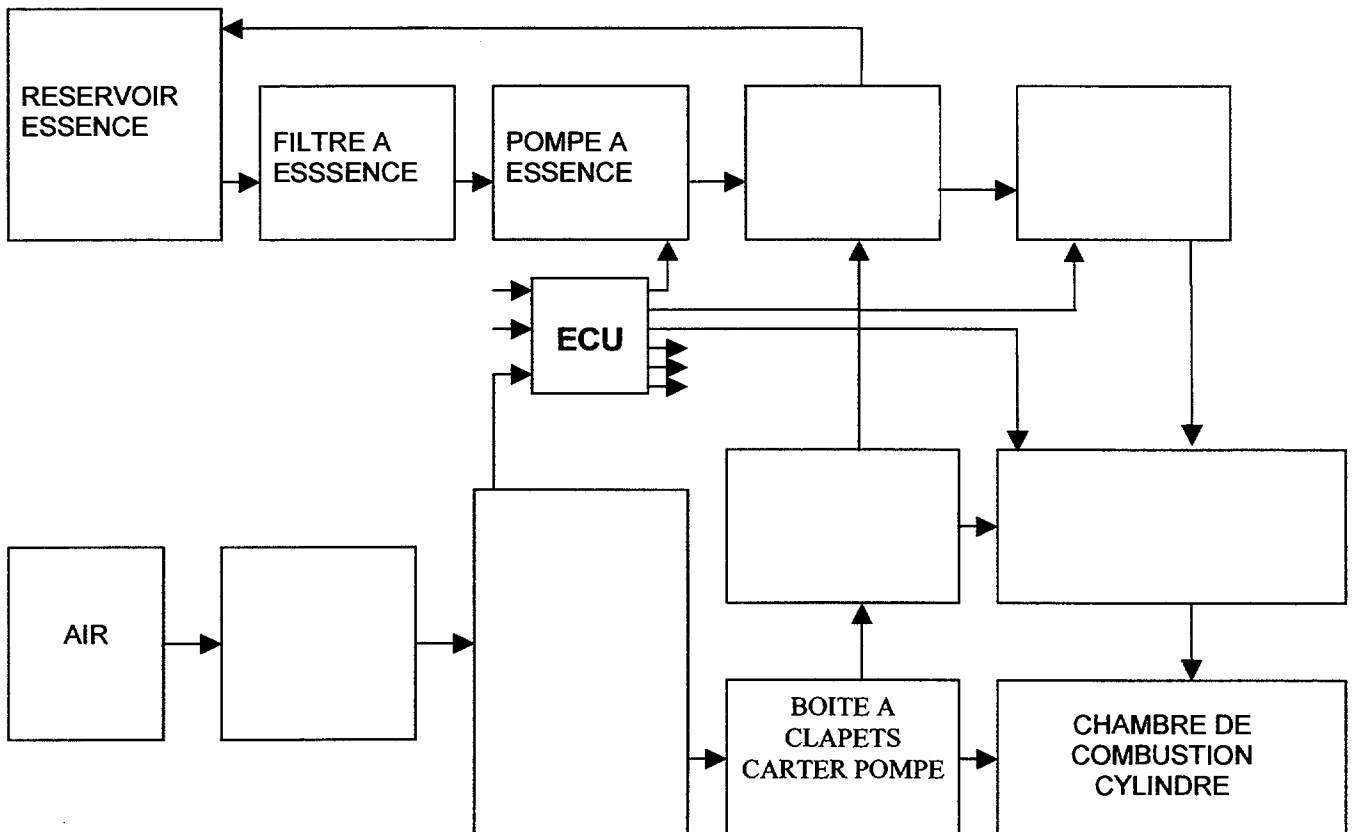 RESERVOIR
ESSENCE
FILTRE A
ESSSENCE
POMPE A
ESSENCE
ECU
AIR
BOITE A
CLAPETS
CARTER POMPE
CHAMBRE DE
COMBUSTION
CYLINDRE